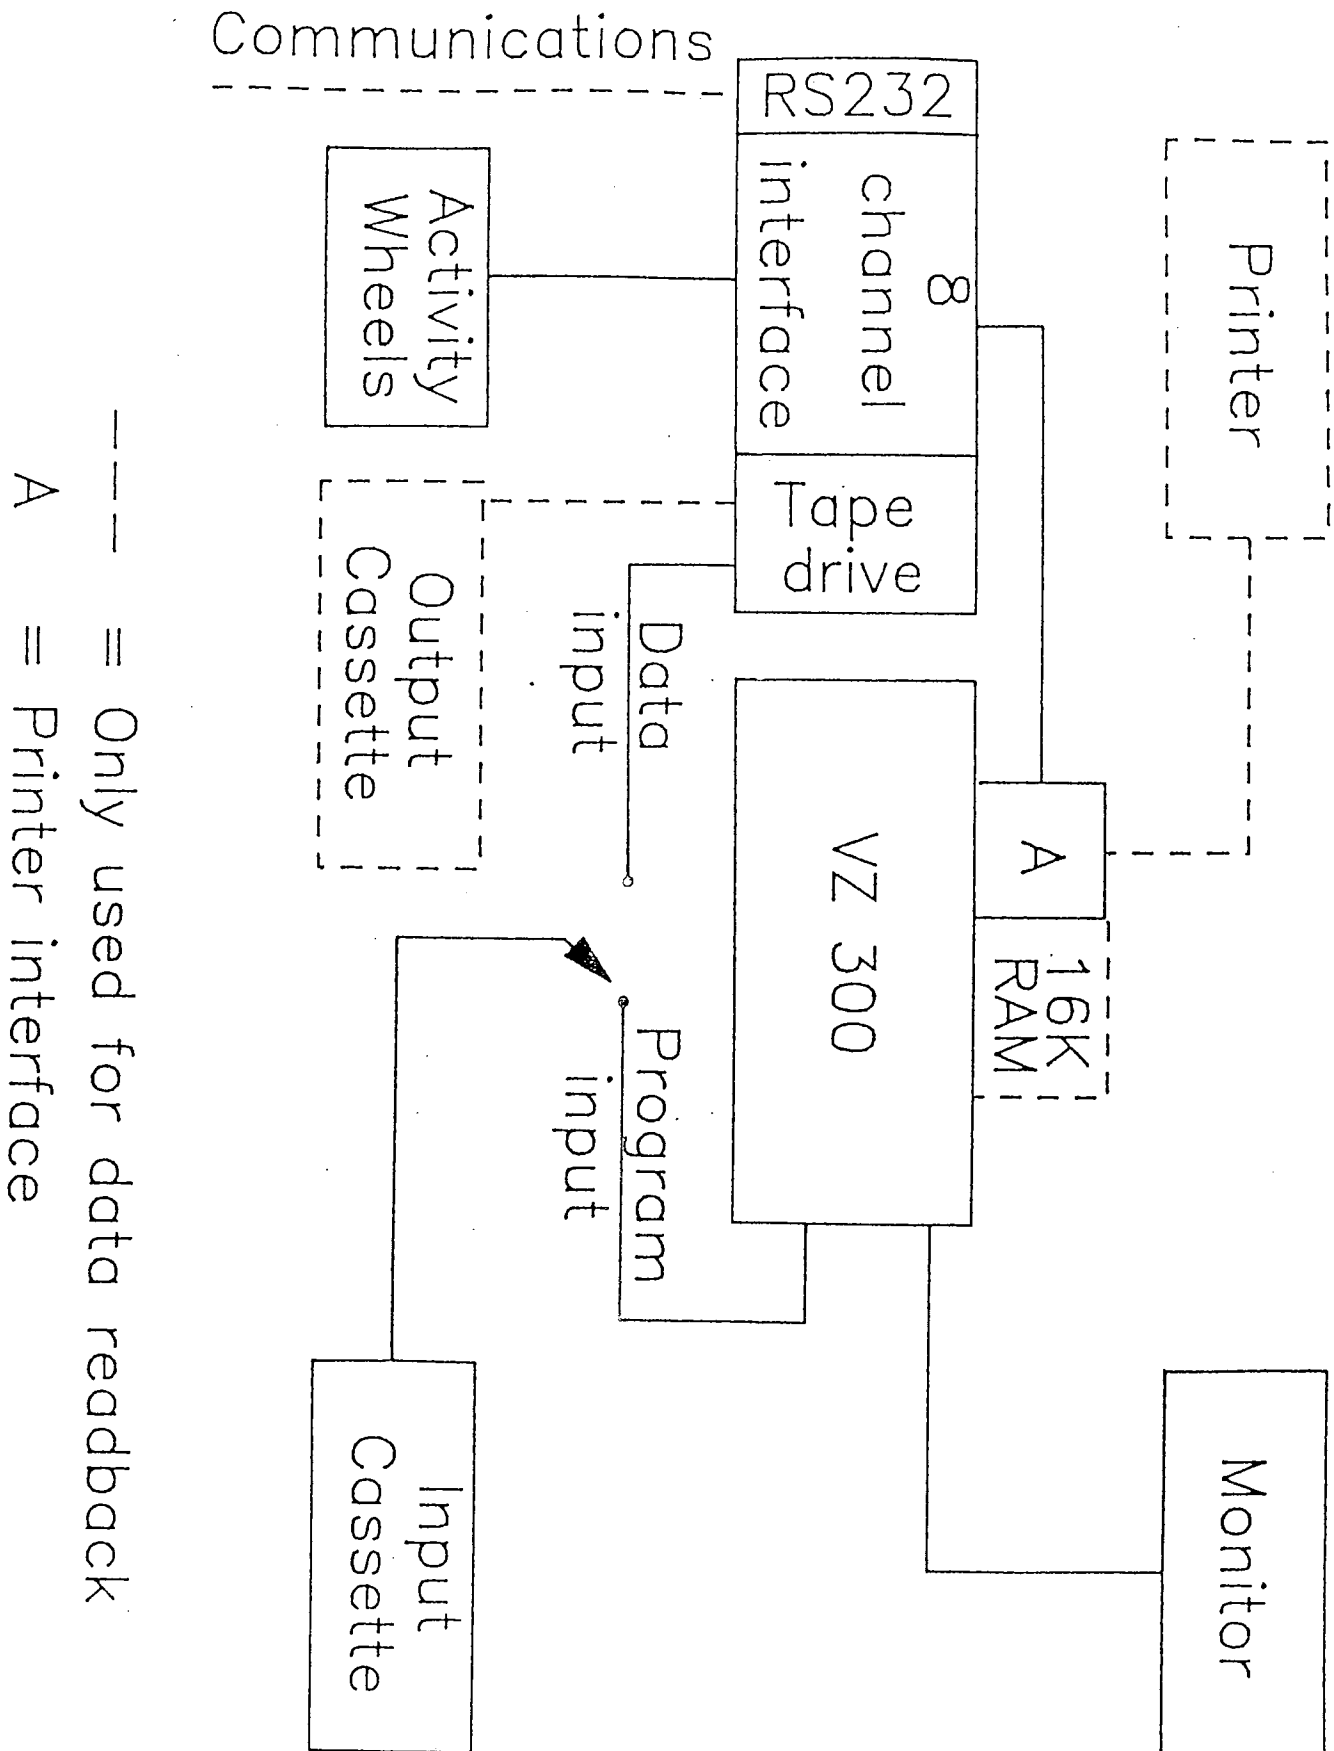 Communications
RS232
8
channel
interface
Tape
drive
Printer
Activity
Wheels
Output
Cassette
Data
input
A
16K
RAM
VZ 300
Program
input
Monitor
Input
Cassette
--- = Only used for data readback
A = Printer interface